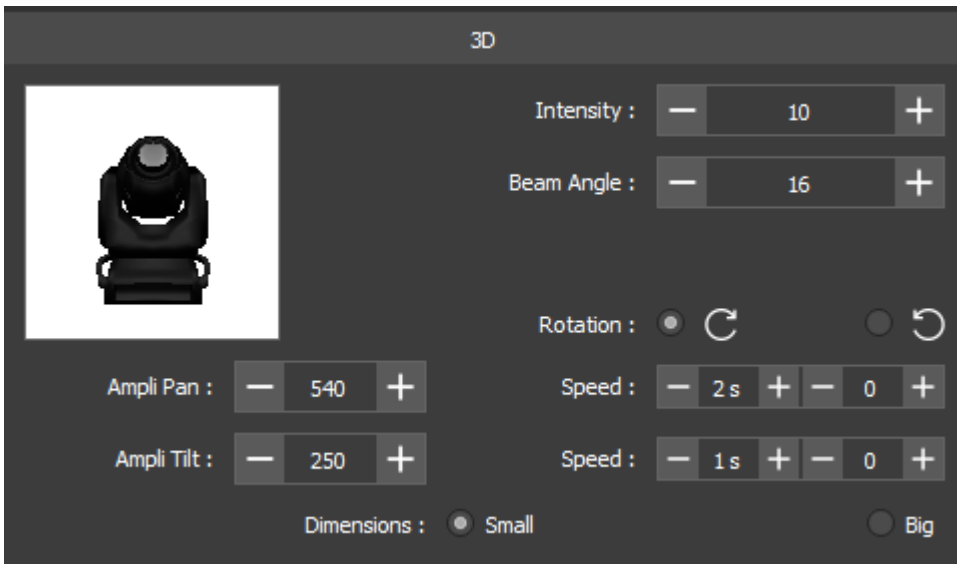 3D
Intensity : — 10 +
Beam Angle : — 16 +
Rotation :
Ampli Pan : — 540 + Speed : — 2 s + — 0 +
Ampli Tilt : — 250 + Speed : — 1 s + — 0 +
Dimensions : Small Big